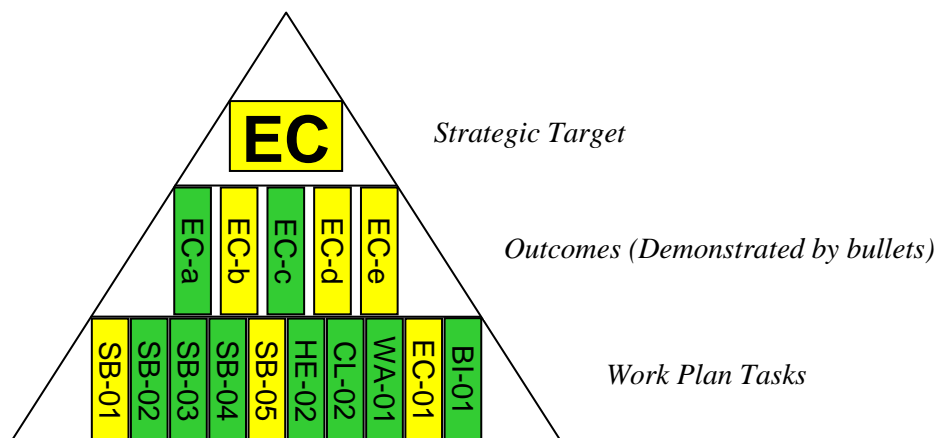 EC
Strategic Target
EC-a
EC-b
EC-c
EC-d
EC-e
Outcomes (Demonstrated by bullets)
SB-01
SB-02
SB-03
SB-04
SB-05
HE-02
CL-02
WA-01
EC-01
BI-01
Work Plan Tasks